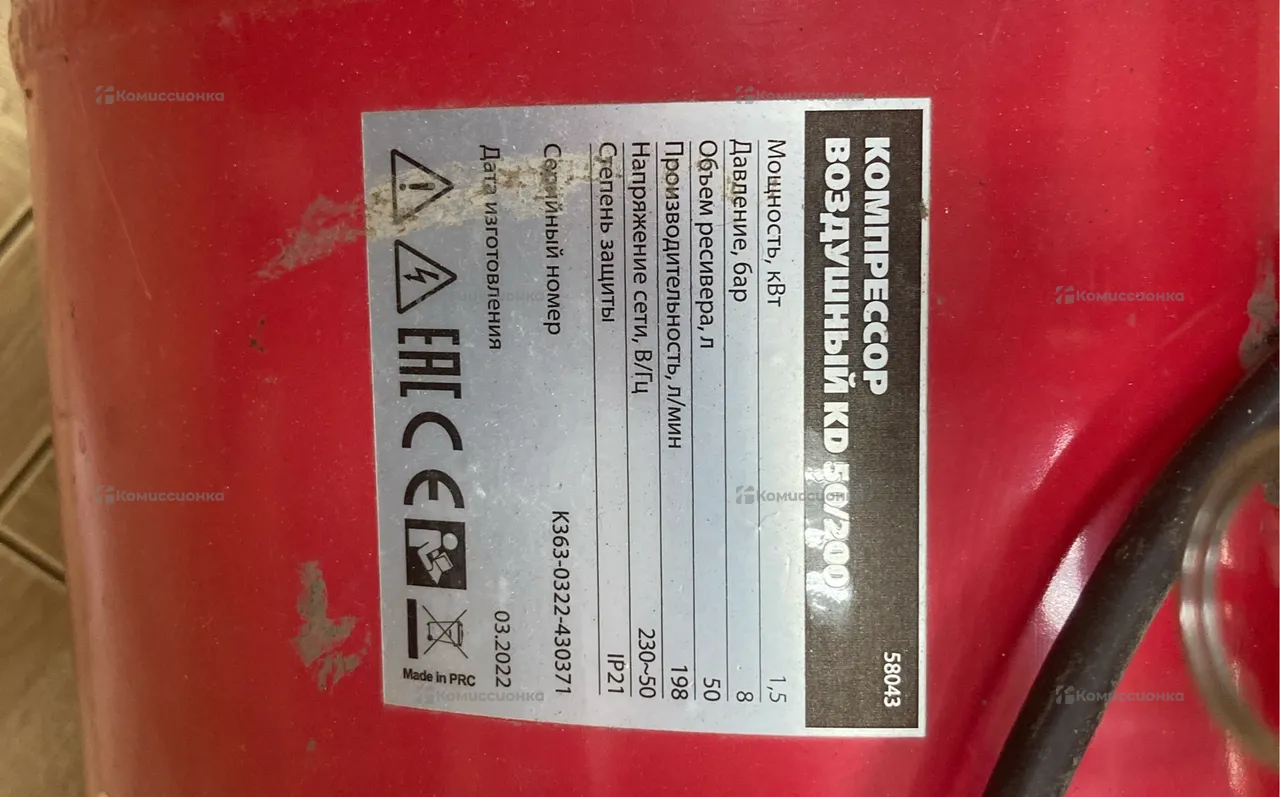 КОМПРЕССОР
ВОЗДУШНЫЙ KD 50/200 58043
Мощность, кВт 1,5
Давление, бар 8
Объем ресивера, л 50
Производительность, л/мин 198
Напряжение сети, В/Гц 230~50
Степень защиты IP21
Серийный номер K363-0322-430371
Дата изготовления 03.2022
EAC CE
Made in PRC
Комиссионка
Комиссионка
Комиссионка
Комиссионка
Комиссионка
Комиссионка
Комиссионка
Комиссионка